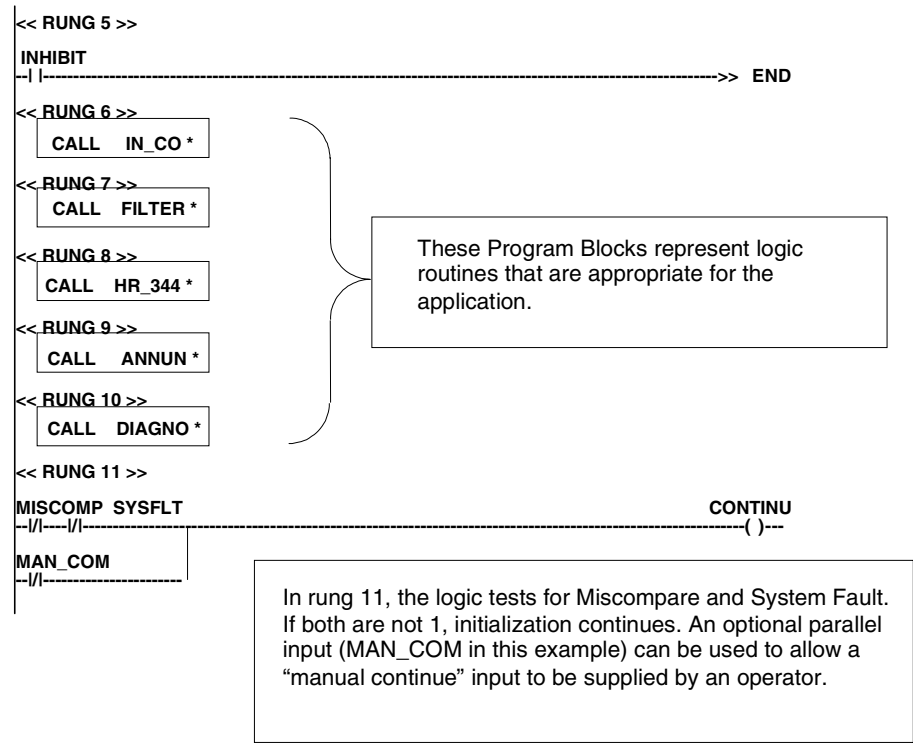 << RUNG 5 >>
INHIBIT
--| |------------------------------------------------------------------------------------------------------------------>> END
<< RUNG 6 >>
CALL IN_CO *
<< RUNG 7 >>
CALL FILTER *
<< RUNG 8 >>
CALL HR_344 *
<< RUNG 9 >>
CALL ANNUN *
<< RUNG 10 >>
CALL DIAGNO *
These Program Blocks represent logic
routines that are appropriate for the
application.
<< RUNG 11 >>
MISCOMP SYSFLT CONTINU
--|/|----|/|----------------------------------------------------------------------------------------------------------------( )---
MAN_COM
--|/|-----------------------
In rung 11, the logic tests for Miscompare and System Fault.
If both are not 1, initialization continues. An optional parallel
input (MAN_COM in this example) can be used to allow a
“manual continue” input to be supplied by an operator.